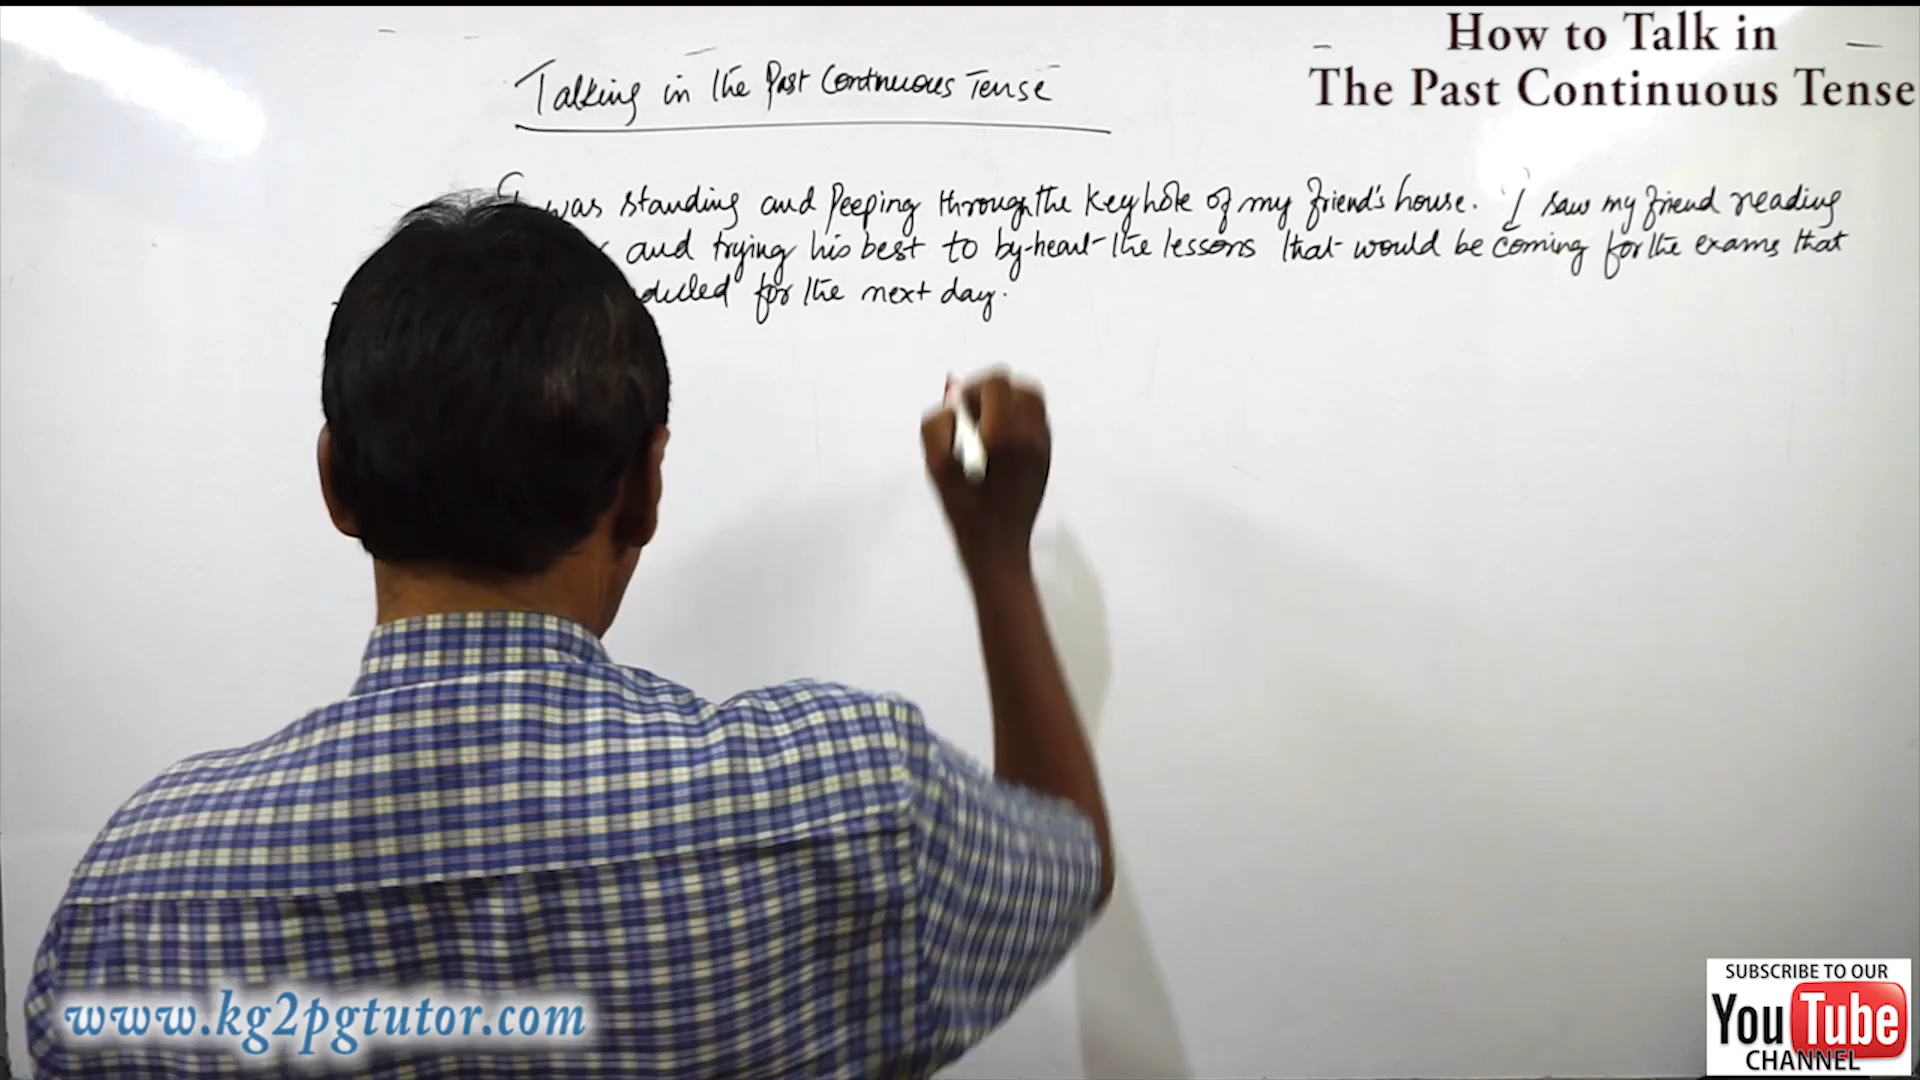 How to Talk in
The Past Continuous Tense
Talking in the Past Continuous Tense
was standing and peeping through the keyhole of my friend's house. I saw my friend reading
and trying his best to by-heart the lessons that would be coming for the exams that
for the next day.
www.kg2pgtutor.com
SUBSCRIBE TO OUR
YouTube
CHANNEL